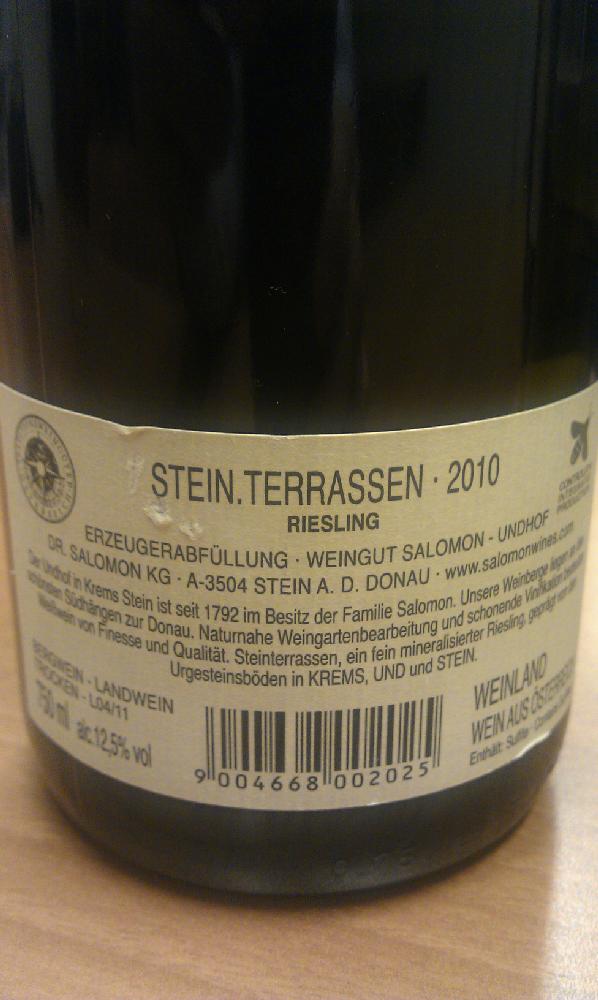 STEIN.TERRASSEN · 2010
RIESLING
ERZEUGERABFÜLLUNG · WEINGUT SALOMON - UNDHOF
DR. SALOMON KG · A-3504 STEIN A. D. DONAU · www.salomonwines.com
Der Undhof in Krems Stein ist seit 1792 im Besitz der Familie Salomon. Unsere Weinberge liegen an
schönsten Südhängen zur Donau. Naturnahe Weingartenbearbeitung und schonende Vinifikation
Weißwein von Finesse und Qualität. Steinterrassen, ein fein mineralisierter Riesling, geprägt von
Urgesteinsböden in KREMS, UND und STEIN.
BERGWEIN - LANDWEIN
TROCKEN - L04/11
750 ml alc.12,5% vol
WEINLAND
WEIN AUS ÖSTERREICH
Enthält: Sulfite
9 004668 002025